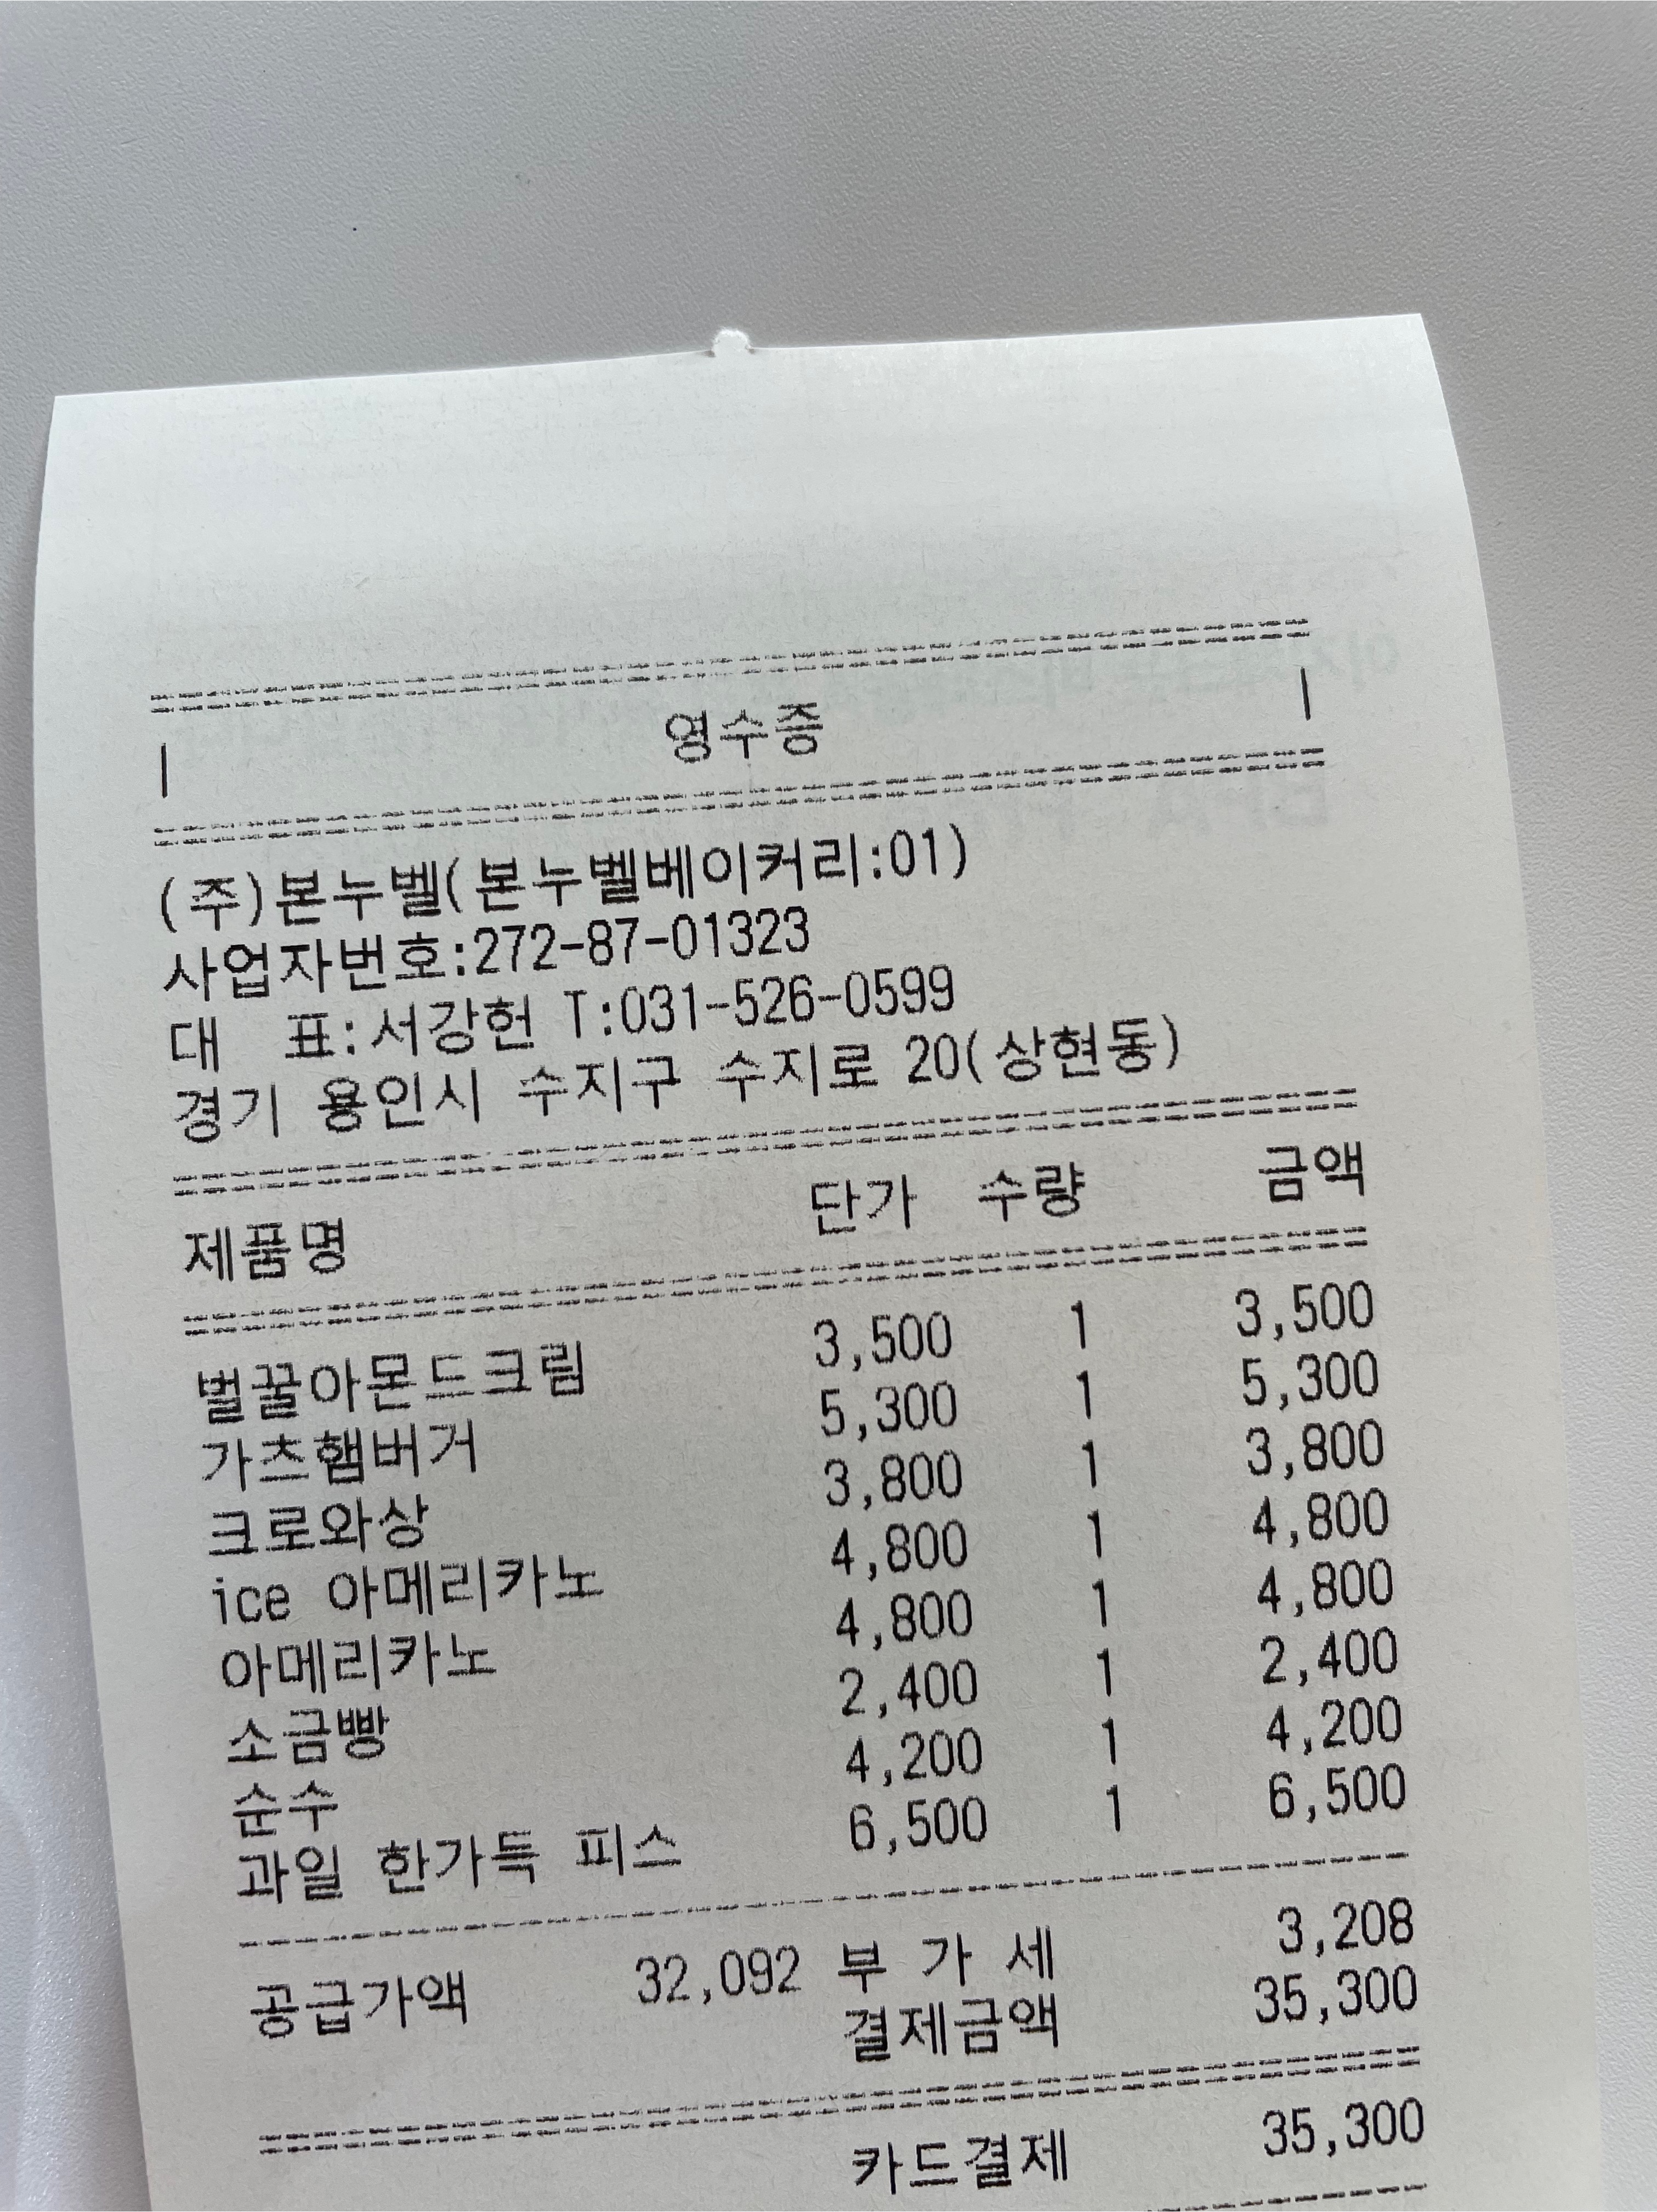 영수증
(주)본누벨(본누벨베이커리:01)
사업자번호:272-87-01323
대 표:서강헌 T:031-526-0599
경기 용인시 수지구 수지로 20(상현동)
제품명 단가 수량 금액
벌꿀아몬드크림 3,500 1 3,500
가츠햄버거 5,300 1 5,300
크로와상 3,800 1 3,800
ice 아메리카노 4,800 1 4,800
아메리카노 4,800 1 4,800
소금빵 2,400 1 2,400
순수 4,200 1 4,200
과일 한가득 피스 6,500 1 6,500
공급가액 32,092 부 가 세 3,208
결제금액 35,300
카드결제 35,300